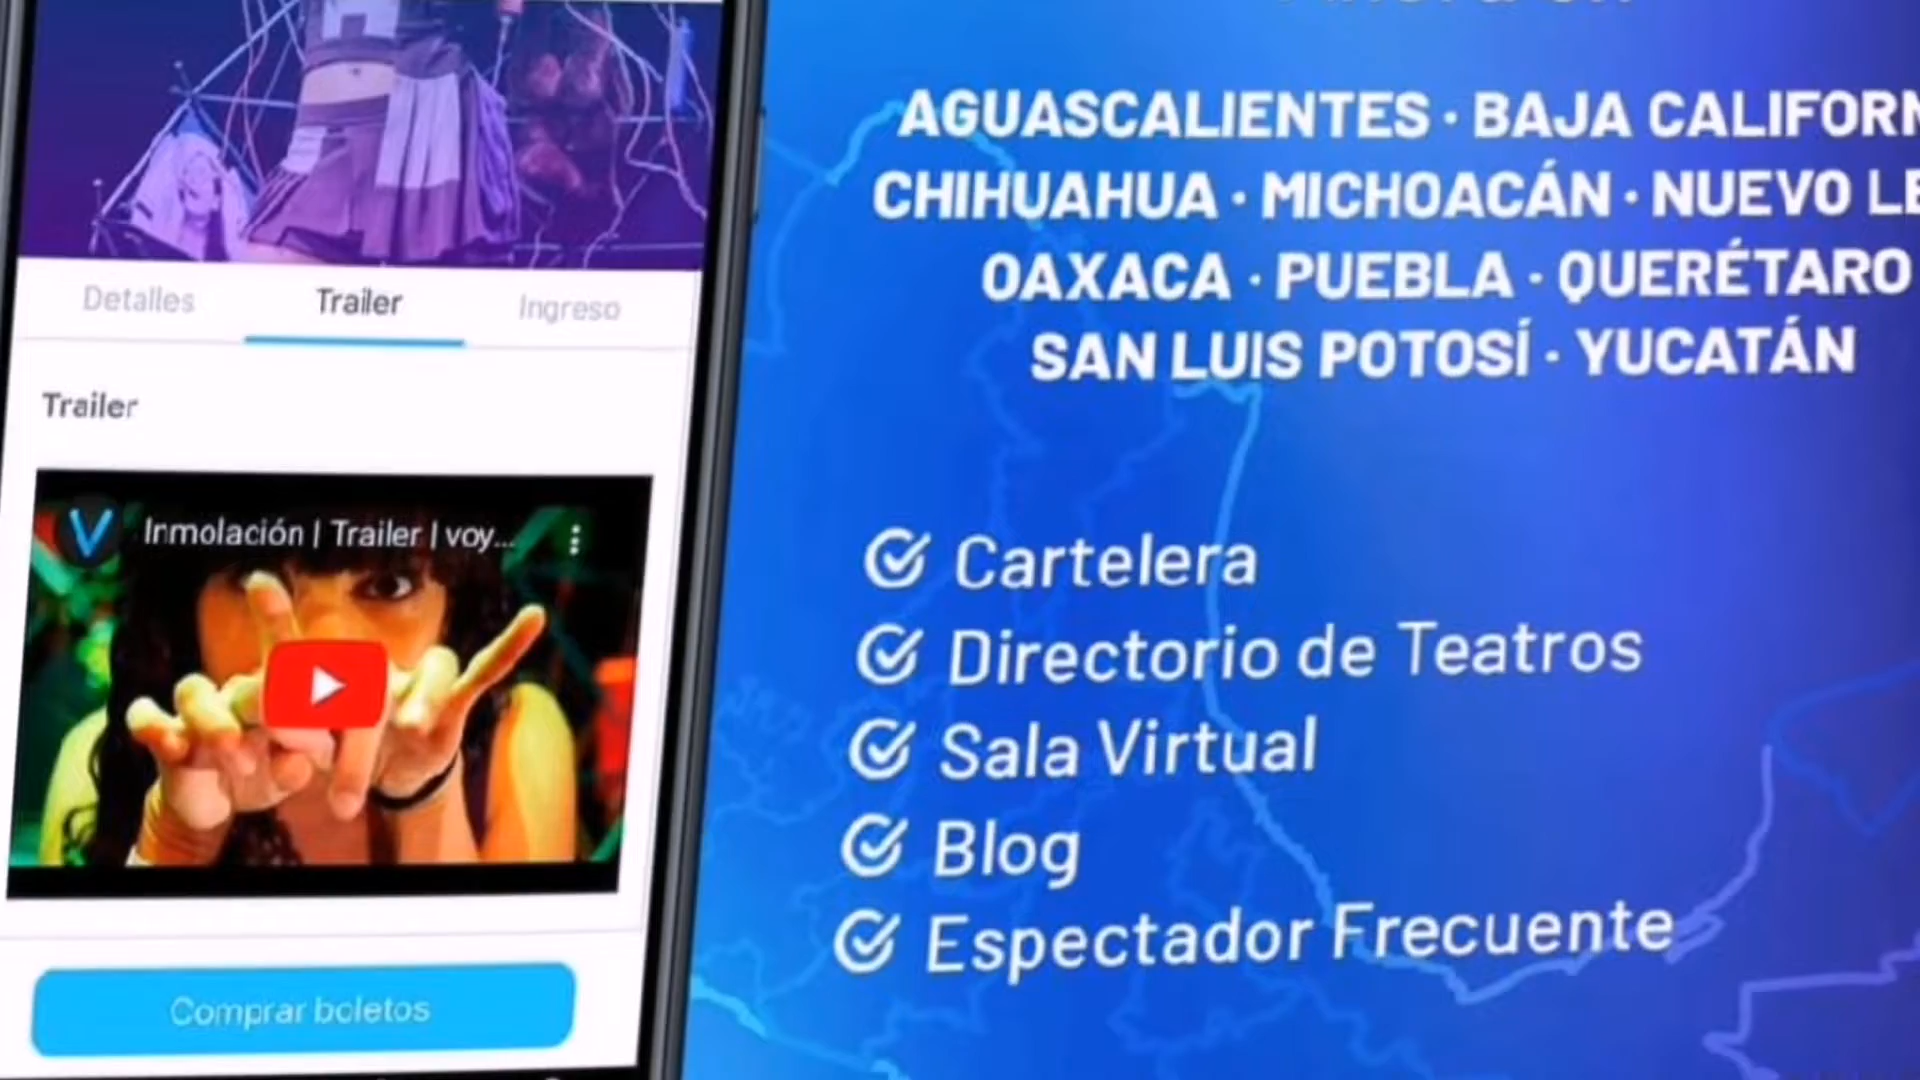 Detalles
Trailer
Ingreso
Trailer
Inmolación | Trailer | voy...
Comprar boletos
AGUASCALIENTES · BAJA CALIFORN
CHIHUAHUA · MICHOACÁN · NUEVO LE
OAXACA · PUEBLA · QUERÉTARO
SAN LUIS POTOSÍ · YUCATÁN
Cartelera
Directorio de Teatros
Sala Virtual
Blog
Espectador Frecuente